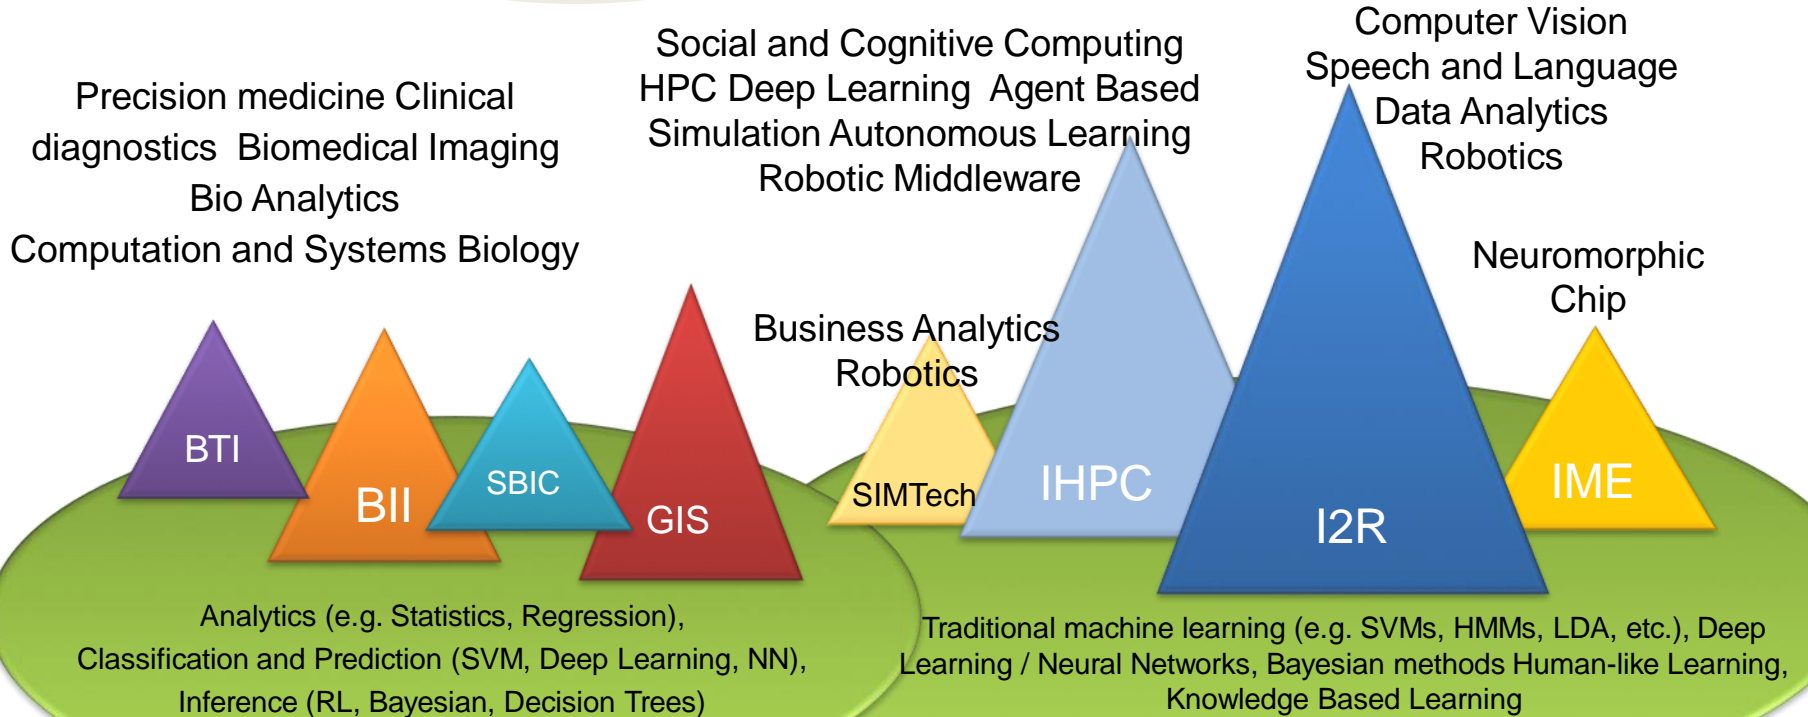 Precision medicine Clinical
diagnostics  Biomedical Imaging
Bio Analytics
Computation and Systems Biology
Social and Cognitive Computing
HPC Deep Learning  Agent Based
Simulation Autonomous Learning
Robotic Middleware
Computer Vision
Speech and Language
Data Analytics
Robotics
Neuromorphic
Chip
Business Analytics
Robotics
BTI
BII
SBIC
GIS
SIMTech
IHPC
I2R
IME
Analytics (e.g. Statistics, Regression),
Classification and Prediction (SVM, Deep Learning, NN),
Inference (RL, Bayesian, Decision Trees)
Traditional machine learning (e.g. SVMs, HMMs, LDA, etc.), Deep
Learning / Neural Networks, Bayesian methods Human-like Learning,
Knowledge Based Learning